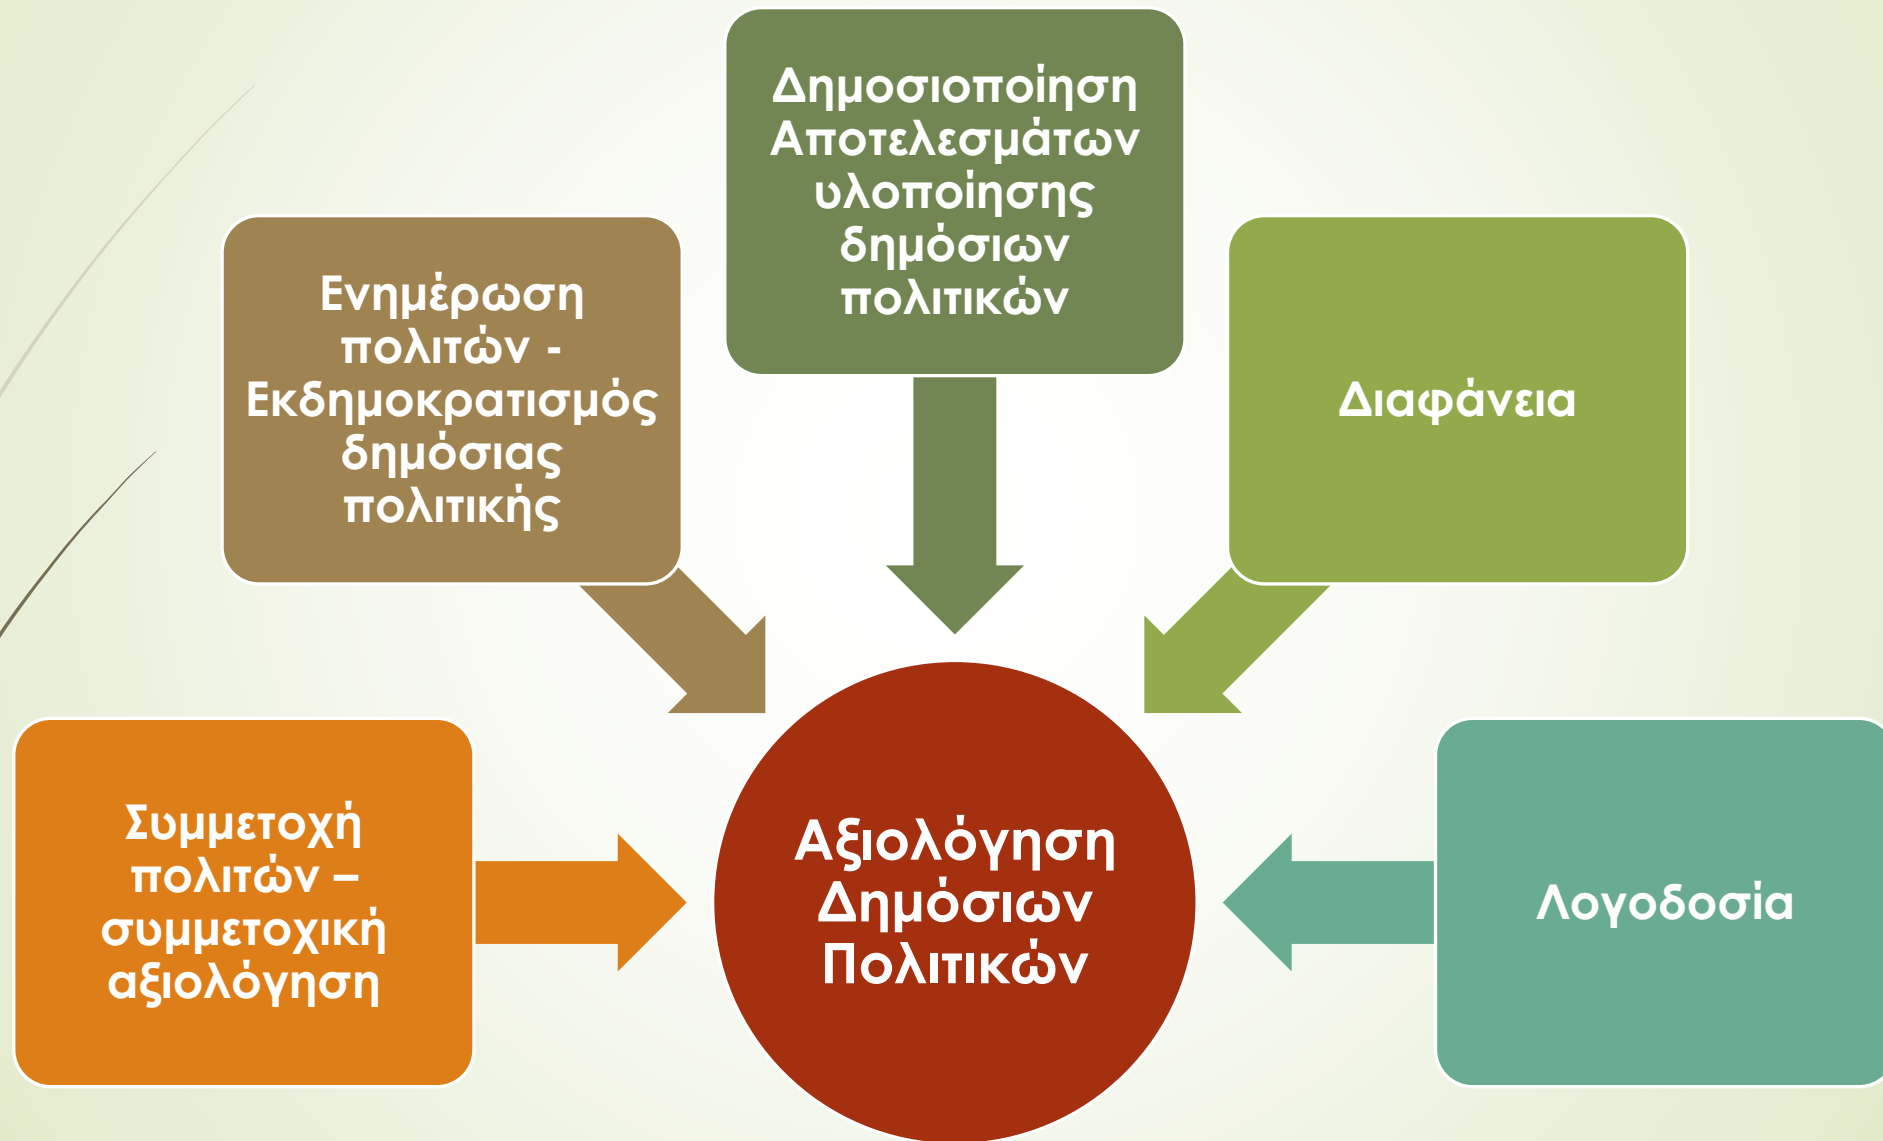 Δημοσιοποίηση
Αποτελεσμάτων
υλοποίησης
δημόσιων
πολιτικών
Ενημέρωση
πολιτών -
Εκδημοκρατισμός
δημόσιας
πολιτικής
Διαφάνεια
Συμμετοχή
πολιτών –
συμμετοχική
αξιολόγηση
Αξιολόγηση
Δημόσιων
Πολιτικών
Λογοδοσία